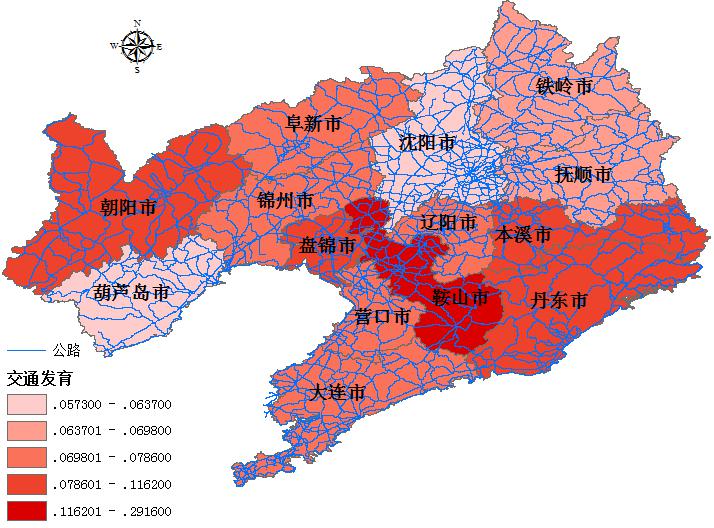 N
W E
S
铁岭市
阜新市
沈阳市
抚顺市
锦州市
朝阳市
辽阳市
本溪市
盘锦市
葫芦岛市
鞍山市
丹东市
营口市
大连市
公路
交通发育
.057300 - .063700
.063701 - .069800
.069801 - .078600
.078601 - .116200
.116201 - .291600